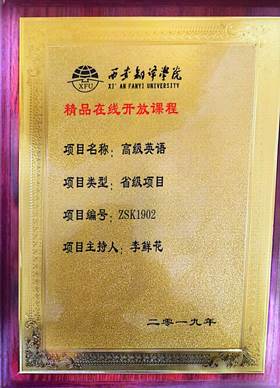 XFU
西安翻译学院
XI' AN FANYI UNIVERSITY
精品在线开放课程
项目名称：高级英语
项目类型：省级项目
项目编号：ZSK1902
项目主持人：李鲜花
二零一九年